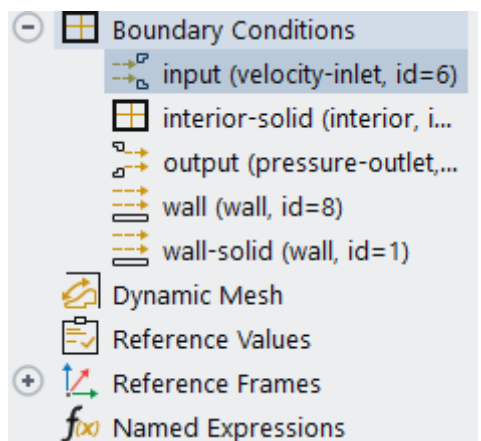 Boundary Conditions
input (velocity-inlet, id=6)
interior-solid (interior, i...
output (pressure-outlet,...
wall (wall, id=8)
wall-solid (wall, id=1)
Dynamic Mesh
Reference Values
Reference Frames
f(x) Named Expressions